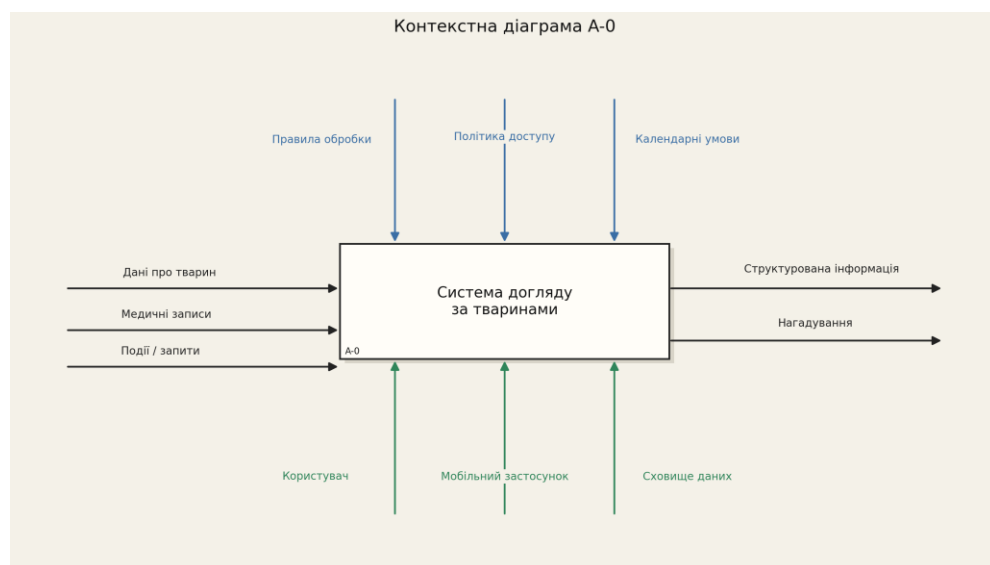 Контекстна діаграма А-0
Правила обробки
Політика доступу
Календарні умови
Дані про тварин
Медичні записи
Події / запити
Система догляду
за тваринами
А-0
Структурована інформація
Нагадування
Користувач
Мобільний застосунок
Сховище даних